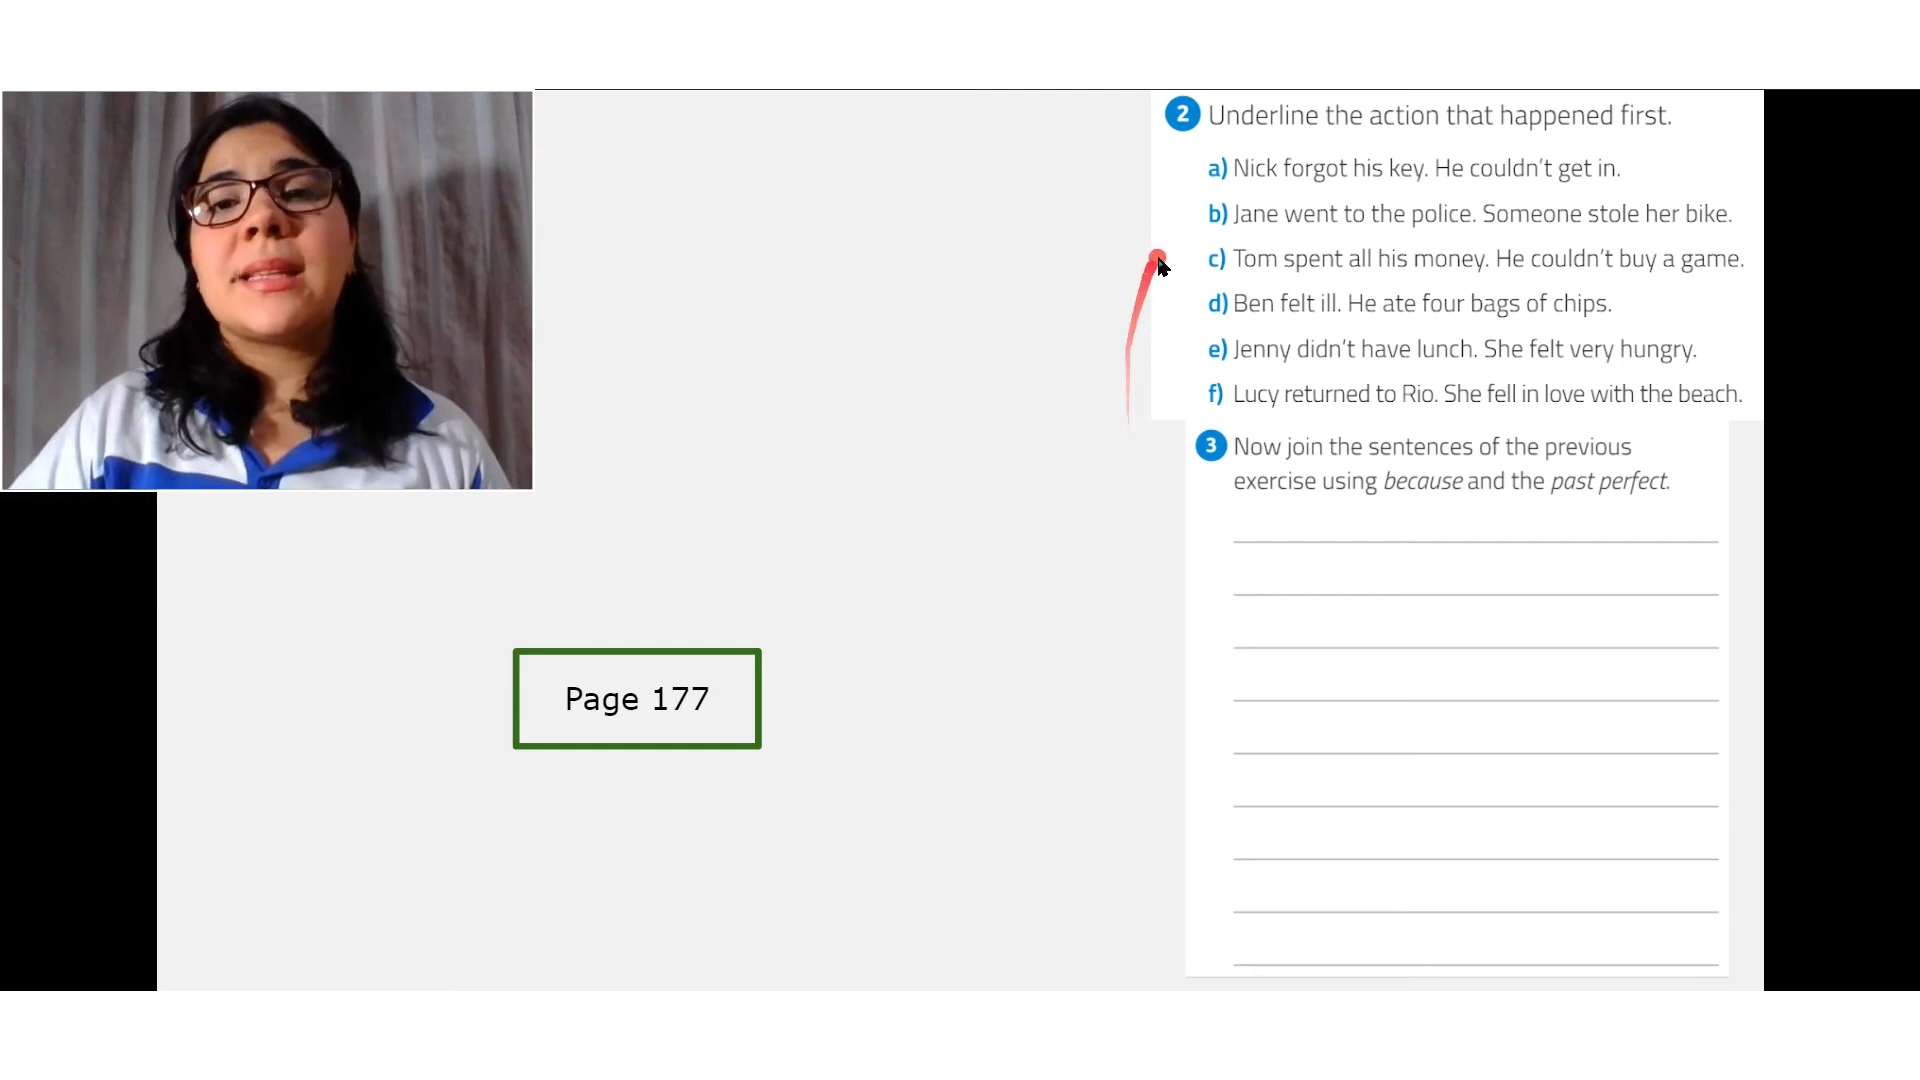 2 Underline the action that happened first.
a) Nick forgot his key. He couldn't get in.
b) Jane went to the police. Someone stole her bike.
c) Tom spent all his money. He couldn't buy a game.
d) Ben felt ill. He ate four bags of chips.
e) Jenny didn't have lunch. She felt very hungry.
f) Lucy returned to Rio. She fell in love with the beach.
3 Now join the sentences of the previous
exercise using because and the past perfect.
Page 177